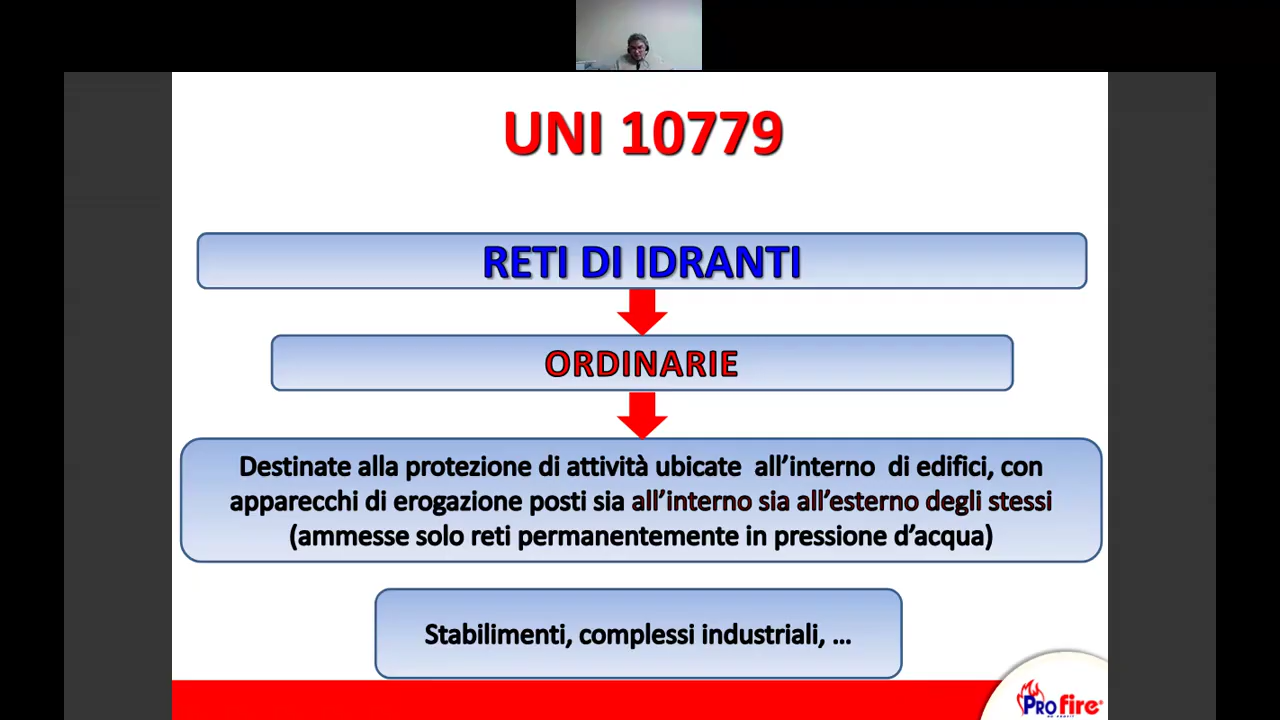 UNI 10779
RETI DI IDRANTI
ORDINARIE
Destinate alla protezione di attività ubicate all’interno di edifici, con
apparecchi di erogazione posti sia all’interno sia all’esterno degli stessi
(ammesse solo reti permanentemente in pressione d’acqua)
Stabilimenti, complessi industriali, ...
PROfire®